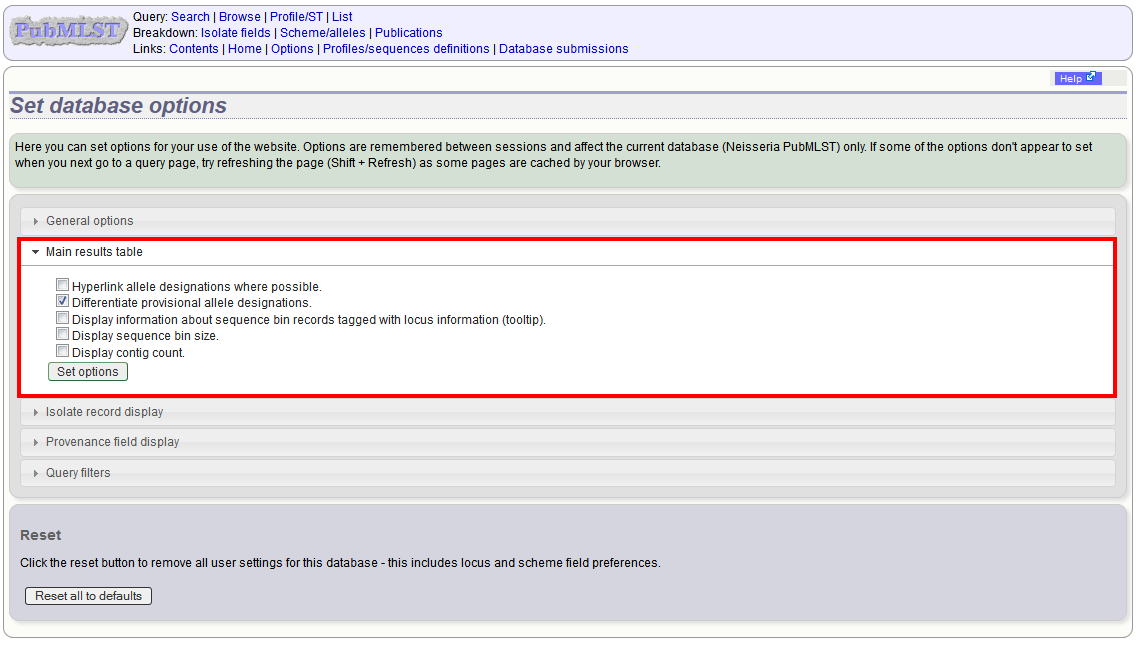 PubMLST
Query: Search | Browse | Profile/ST | List
Breakdown: Isolate fields | Scheme/alleles | Publications
Links: Contents | Home | Options | Profiles/sequences definitions | Database submissions
Help
Set database options
Here you can set options for your use of the website. Options are remembered between sessions and affect the current database (Neisseria PubMLST) only. If some of the options don't appear to set
when you next go to a query page, try refreshing the page (Shift + Refresh) as some pages are cached by your browser.
General options
Main results table
Hyperlink allele designations where possible.
Differentiate provisional allele designations.
Display information about sequence bin records tagged with locus information (tooltip).
Display sequence bin size.
Display contig count.
Set options
Isolate record display
Provenance field display
Query filters
Reset
Click the reset button to remove all user settings for this database - this includes locus and scheme field preferences.
Reset all to defaults